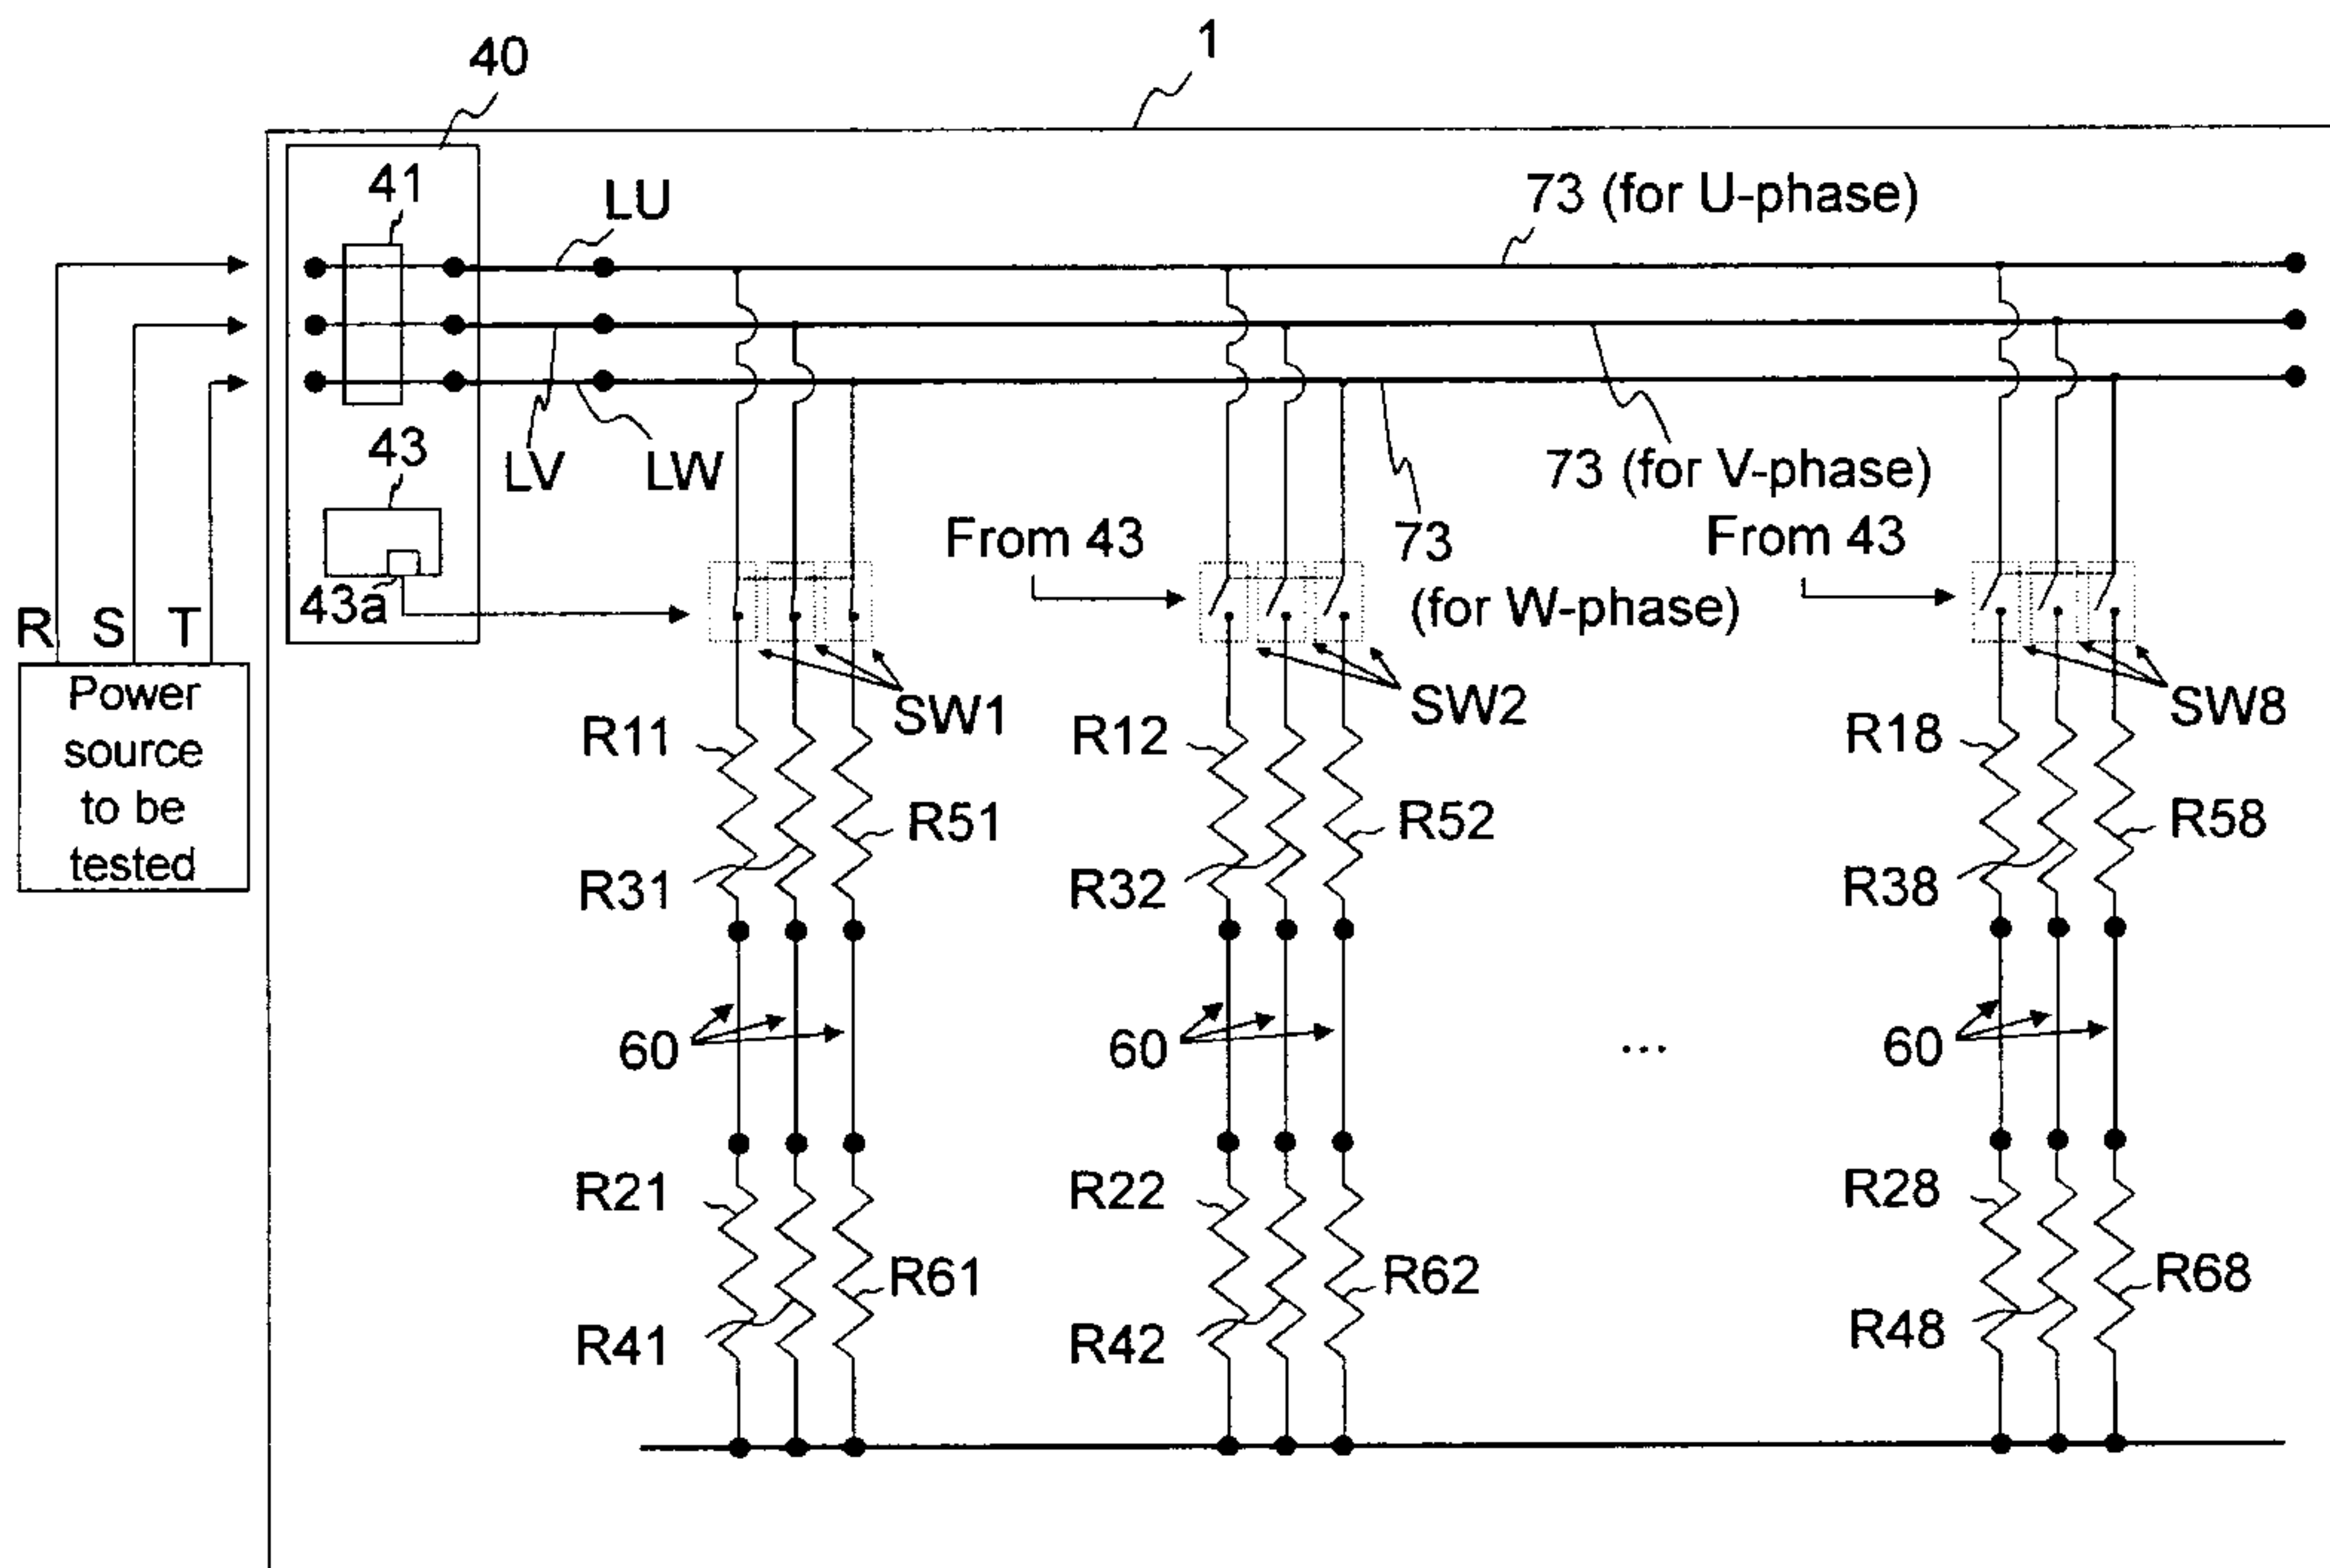 1
40
41
LU
73 (for U-phase)
43
LV
LW
73 (for V-phase)
From 43
73
(for W-phase)
From 43
43a
R S T
Power
source
to be
tested
SW1
SW2
SW8
R11
R12
R18
R51
R52
R58
R31
R32
R38
60
60
...
60
R21
R22
R28
R61
R62
R68
R41
R42
R48